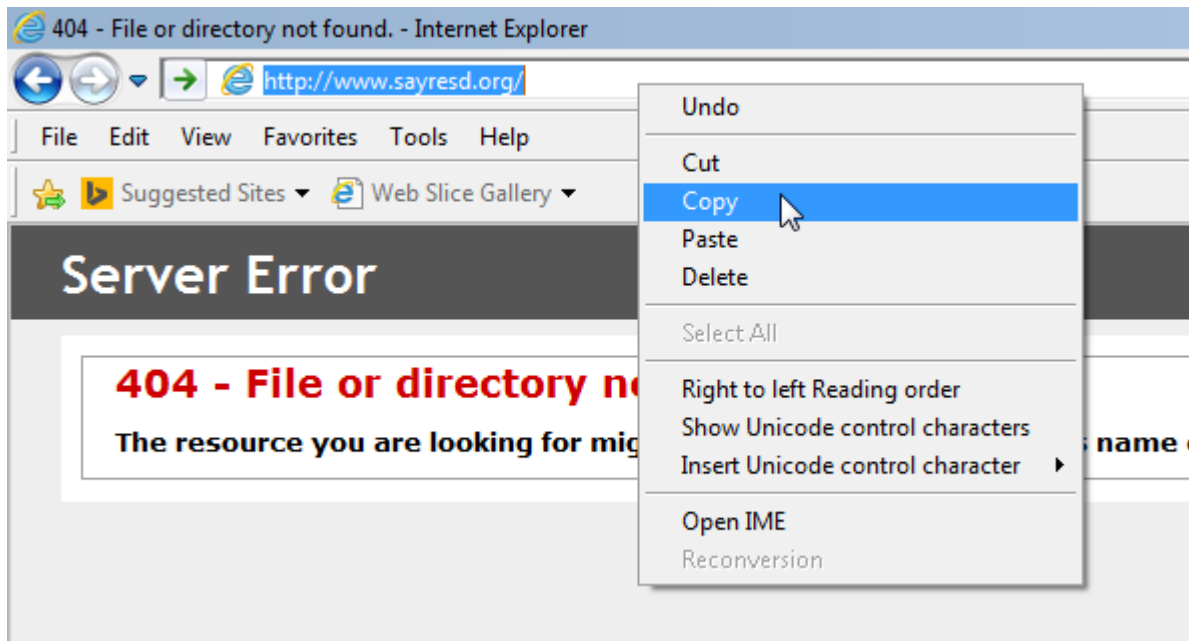 404 - File or directory not found. - Internet Explorer
http://www.sayresd.org/
File Edit View Favorites Tools Help
Suggested Sites Web Slice Gallery
Undo
Cut
Copy
Paste
Delete
Select All
Right to left Reading order
Show Unicode control characters
Insert Unicode control character
Open IME
Reconversion
Server Error
404 - File or directory
The resource you are looking for name